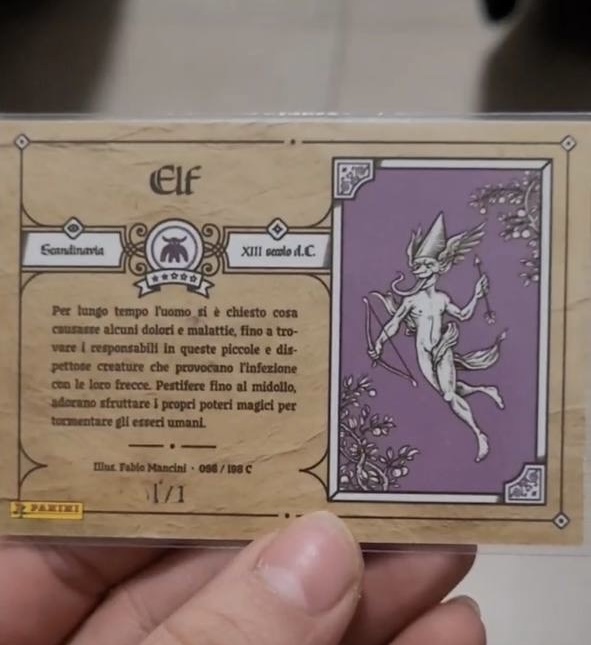 Elf
Scandinavia
XIII secolo d.C.
Per lungo tempo l'uomo si è chiesto cosa
causasse alcuni dolori e malattie, fino a tro-
vare i responsabili in queste piccole e dis-
pettose creature che provocano l'infezione
con le loro frecce. Pestifere fino al midollo,
adorano sfruttare i propri poteri magici per
tormentare gli esseri umani.
Illus. Fabio Mancini · 096 / 198 C
1/1
PANINI